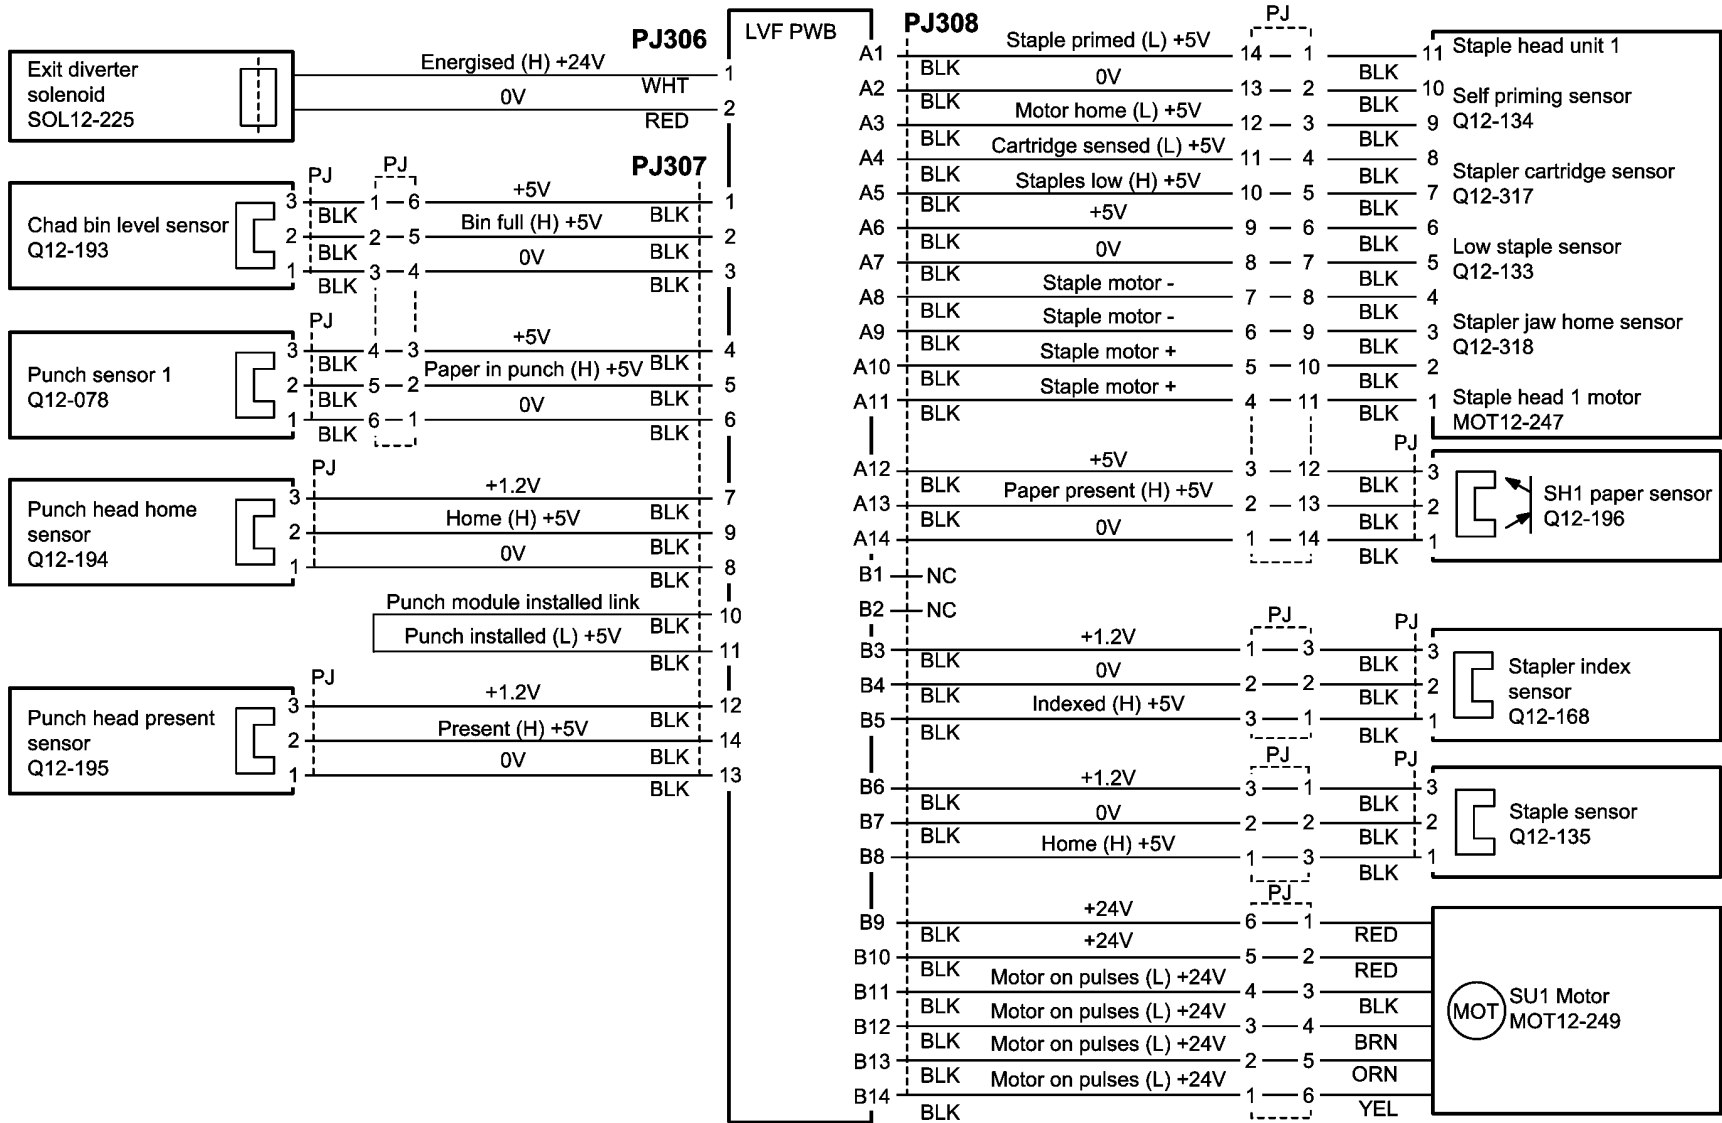 LVF PWB
PJ306
Exit diverter
solenoid
SOL12-225
Energised (H) +24V
WHT
1
0V
RED
2
PJ307
PJ
PJ
Chad bin level sensor
Q12-193
3 BLK 1 6 +5V BLK 1
2 BLK 2 5 Bin full (H) +5V BLK 2
1 BLK 3 4 0V BLK 3
PJ
Punch sensor 1
Q12-078
3 BLK 4 3 +5V BLK 4
2 BLK 5 2 Paper in punch (H) +5V BLK 5
1 BLK 6 1 0V BLK 6
PJ
Punch head home
sensor
Q12-194
3 +1.2V BLK 7
2 Home (H) +5V BLK 9
1 0V BLK 8
Punch module installed link BLK 10
Punch installed (L) +5V BLK 11
PJ
Punch head present
sensor
Q12-195
3 +1.2V BLK 12
2 Present (H) +5V BLK 14
1 0V BLK 13
PJ308
PJ
A1 BLK Staple primed (L) +5V 14 1 BLK 11
A2 BLK 0V 13 2 BLK 10
A3 BLK Motor home (L) +5V 12 3 BLK 9
A4 BLK Cartridge sensed (L) +5V 11 4 BLK 8
A5 BLK Staples low (H) +5V 10 5 BLK 7
A6 BLK +5V 9 6 BLK 6
A7 BLK 0V 8 7 BLK 5
A8 BLK Staple motor - 7 8 BLK 4
A9 BLK Staple motor - 6 9 BLK 3
A10 BLK Staple motor + 5 10 BLK 2
A11 BLK Staple motor + 4 11 BLK 1
Staple head unit 1
Self priming sensor
Q12-134
Stapler cartridge sensor
Q12-317
Low staple sensor
Q12-133
Stapler jaw home sensor
Q12-318
Staple head 1 motor
MOT12-247
PJ
A12 BLK +5V 3 12 BLK 3
A13 BLK Paper present (H) +5V 2 13 BLK 2
A14 0V 1 14 BLK 1
SH1 paper sensor
Q12-196
B1 NC
B2 NC
PJ
PJ
B3 BLK +1.2V 1 3 BLK 3
B4 BLK 0V 2 2 BLK 2
B5 BLK Indexed (H) +5V 3 1 BLK 1
Stapler index
sensor
Q12-168
PJ
PJ
B6 BLK +1.2V 3 1 BLK 3
B7 BLK 0V 2 2 BLK 2
B8 Home (H) +5V 1 3 BLK 1
Staple sensor
Q12-135
PJ
B9 BLK +24V 6 1 RED
B10 BLK +24V 5 2 RED
B11 BLK Motor on pulses (L) +24V 4 3 BLK
B12 BLK Motor on pulses (L) +24V 3 4 BRN
B13 BLK Motor on pulses (L) +24V 2 5 ORN
B14 BLK Motor on pulses (L) +24V 1 6 YEL
MOT
SU1 Motor
MOT12-249